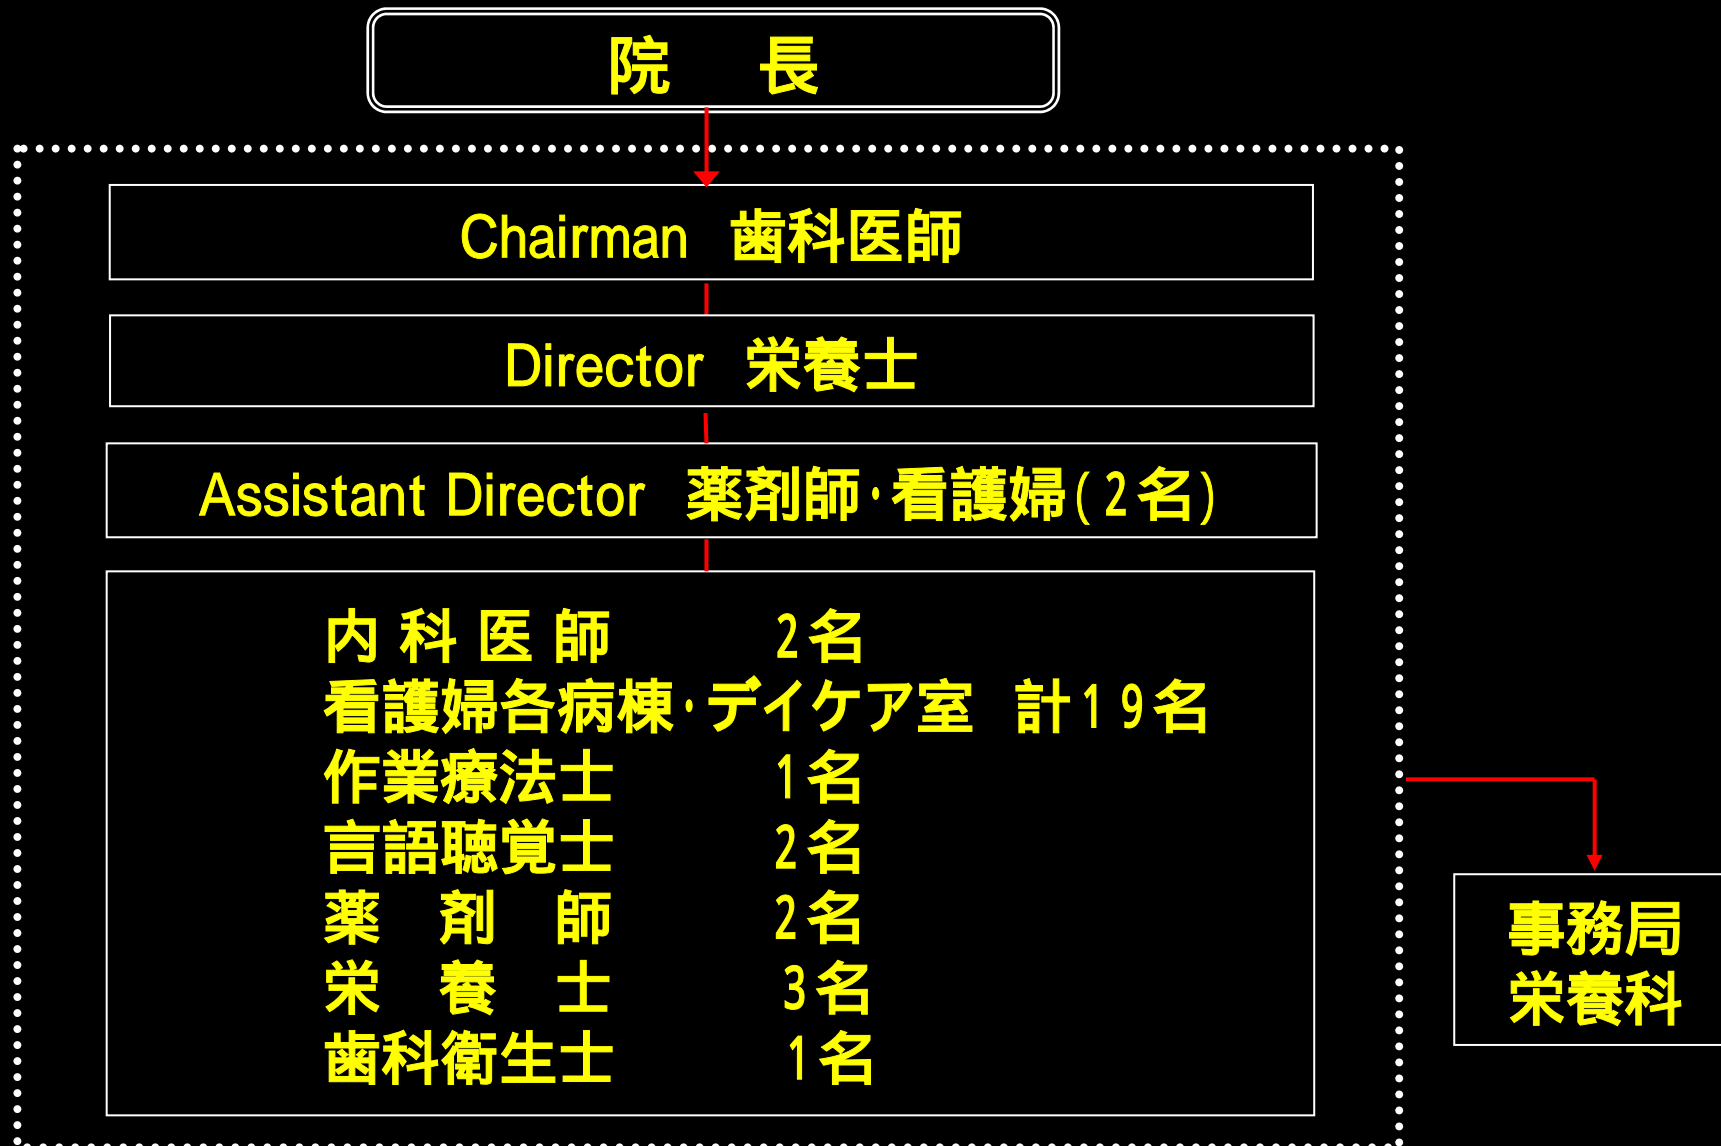 院　長
Chairman 歯科医師
Director 栄養士
Assistant Director 薬剤師・看護婦(2名)
内科医師 2名
看護婦各病棟・デイケア室 計19名
作業療法士 1名
言語聴覚士 2名
薬 剤 師 2名
栄 養 士 3名
歯科衛生士 1名
事務局
栄養科